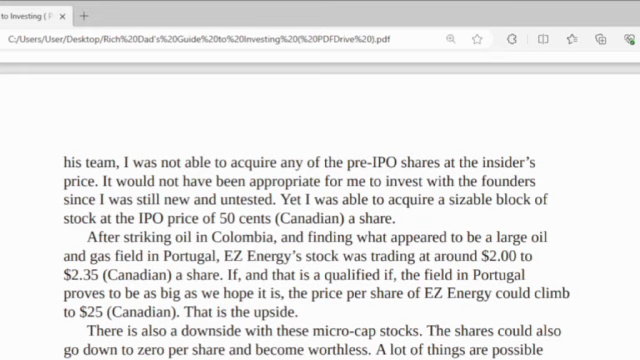 to Investing ( P
C:/Users/User/Desktop/Rich%20Dad's%20Guide%20to%20Investing%20(%20PDFDrive%20).pdf
his team, I was not able to acquire any of the pre-IPO shares at the insider's
price. It would not have been appropriate for me to invest with the founders
since I was still new and untested. Yet I was able to acquire a sizable block of
stock at the IPO price of 50 cents (Canadian) a share.
After striking oil in Colombia, and finding what appeared to be a large oil
and gas field in Portugal, EZ Energy's stock was trading at around $2.00 to
$2.35 (Canadian) a share. If, and that is a qualified if, the field in Portugal
proves to be as big as we hope it is, the price per share of EZ Energy could climb
to $25 (Canadian). That is the upside.
There is also a downside with these micro-cap stocks. The shares could also
go down to zero per share and become worthless. A lot of things are possible